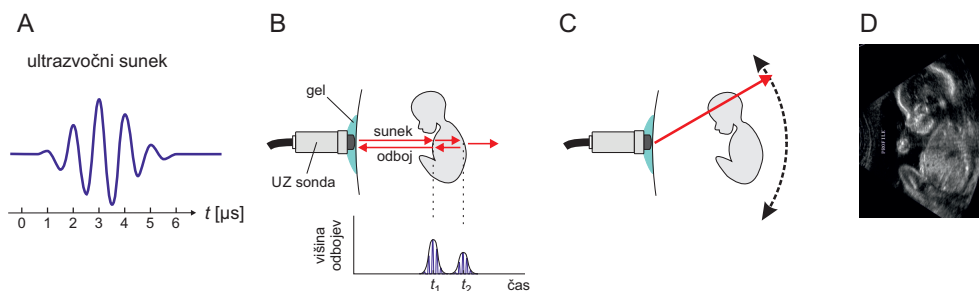 A
ultrazvočni sunek
0 1 2 3 4 5 6 t [µs]
B
gel
sunek
odboj
UZ sonda
višina
odbojev
t1 t2 čas
C
D
PROFILE